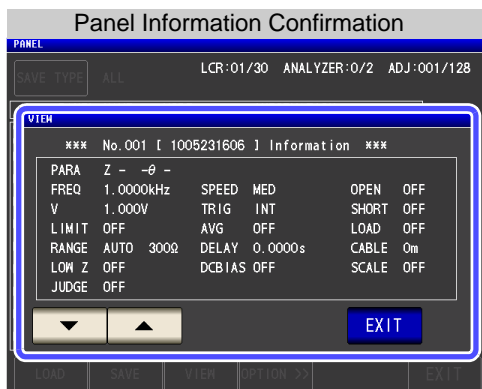 Panel Information Confirmation
PANEL
SAVE TYPE ALL LCR:01/30 ANALYZER:0/2 ADJ:001/128
VIEW
*** No.001 [ 1005231606 ] Information ***
PARA Z - -θ -
FREQ 1.0000kHz SPEED MED OPEN OFF
V 1.000V TRIG INT SHORT OFF
LIMIT OFF AVG OFF LOAD OFF
RANGE AUTO 300Ω DELAY 0.0000s CABLE 0m
LOW Z OFF DCBIAS OFF SCALE OFF
JUDGE OFF
EXIT
LOAD SAVE VIEW OPTION >> EXIT